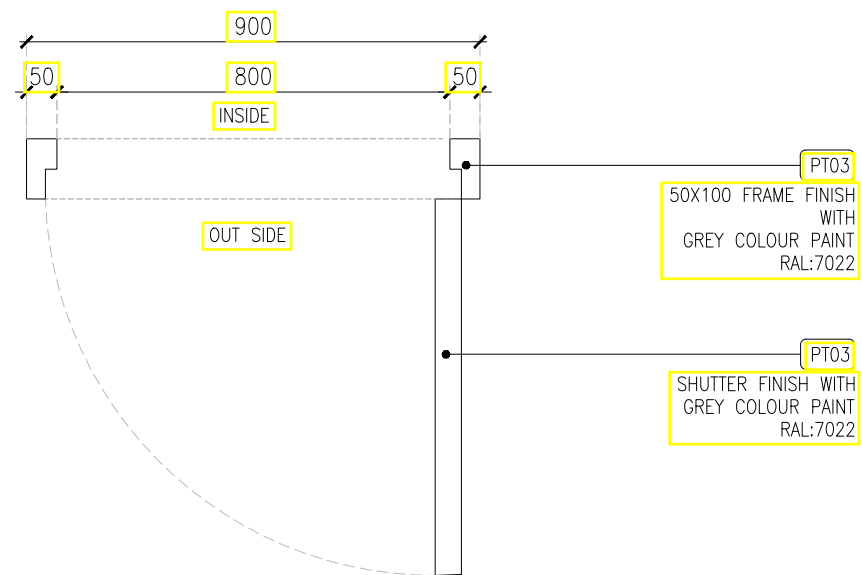 900
50 800 50
INSIDE
PT03
50X100 FRAME FINISH
WITH
GREY COLOUR PAINT
RAL:7022
OUT SIDE
PT03
SHUTTER FINISH WITH
GREY COLOUR PAINT
RAL:7022